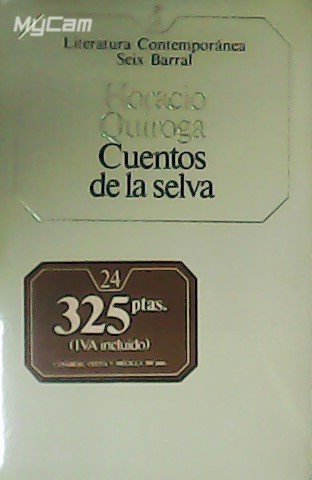 MyCam
Literatura Contemporánea
Seix Barral
Horacio
Quiroga
Cuentos
de la selva
24
325 ptas.
(IVA incluido)